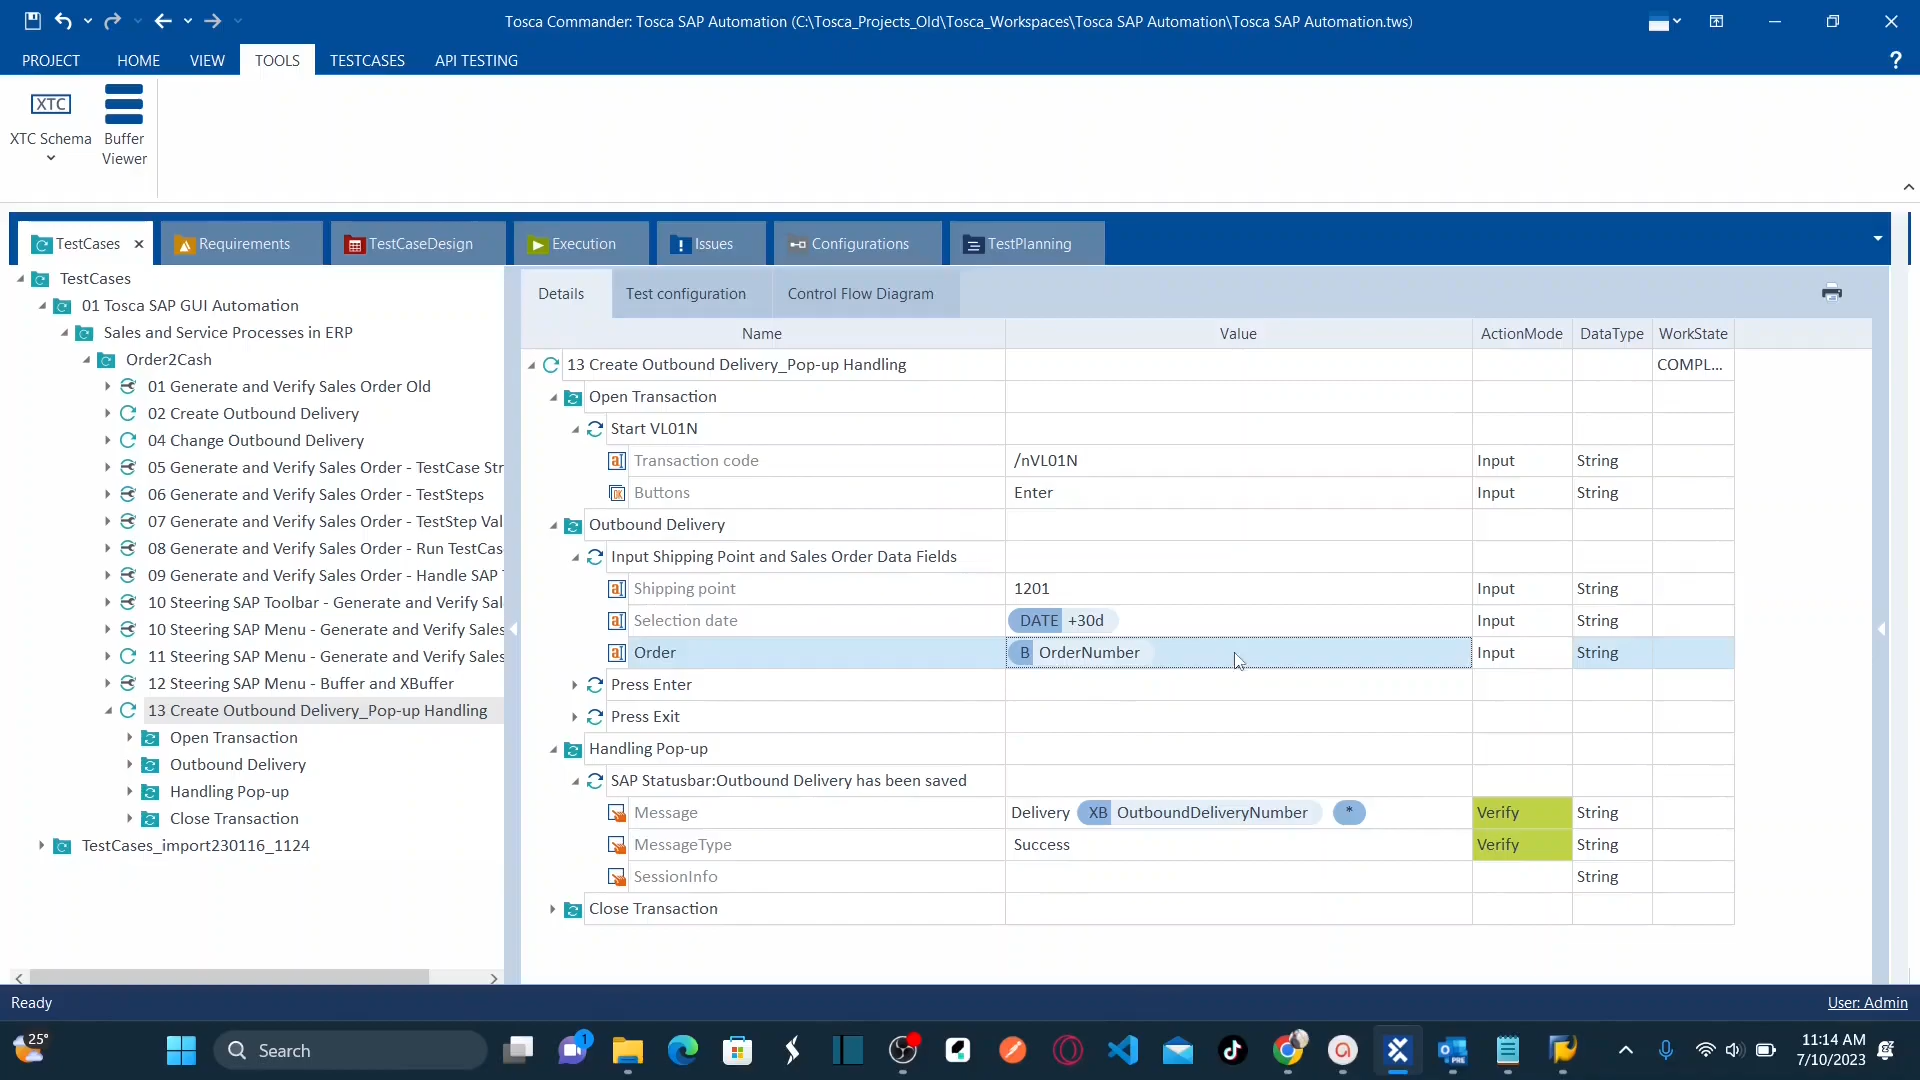 Tosca Commander: Tosca SAP Automation (C:\Tosca_Projects_Old\Tosca_Workspaces\Tosca SAP Automation\Tosca SAP Automation.tws)
PROJECT HOME VIEW TOOLS TESTCASES API TESTING ?
XTC
XTC Schema
Buffer Viewer
TestCases Requirements TestCaseDesign Execution Issues Configurations TestPlanning
TestCases
01 Tosca SAP GUI Automation
Sales and Service Processes in ERP
Order2Cash
01 Generate and Verify Sales Order Old
02 Create Outbound Delivery
04 Change Outbound Delivery
05 Generate and Verify Sales Order - TestCase Str
06 Generate and Verify Sales Order - TestSteps
07 Generate and Verify Sales Order - TestStep Val
08 Generate and Verify Sales Order - Run TestCas
09 Generate and Verify Sales Order - Handle SAP
10 Steering SAP Toolbar - Generate and Verify Sal
10 Steering SAP Menu - Generate and Verify Sales
11 Steering SAP Menu - Generate and Verify Sales
12 Steering SAP Menu - Buffer and XBuffer
13 Create Outbound Delivery_Pop-up Handling
Open Transaction
Outbound Delivery
Handling Pop-up
Close Transaction
TestCases_import230116_1124
Details Test configuration Control Flow Diagram
Name Value ActionMode DataType WorkState
13 Create Outbound Delivery_Pop-up Handling COMPL...
Open Transaction
Start VL01N
Transaction code /nVL01N Input String
Buttons Enter Input String
Outbound Delivery
Input Shipping Point and Sales Order Data Fields
Shipping point 1201 Input String
Selection date DATE +30d Input String
Order B OrderNumber Input String
Press Enter
Press Exit
Handling Pop-up
SAP Statusbar:Outbound Delivery has been saved
Message Delivery XB OutboundDeliveryNumber * Verify String
MessageType Success Verify String
SessionInfo String
Close Transaction
Ready User: Admin
25°
Search
1
PRE
11:14 AM
7/10/2023